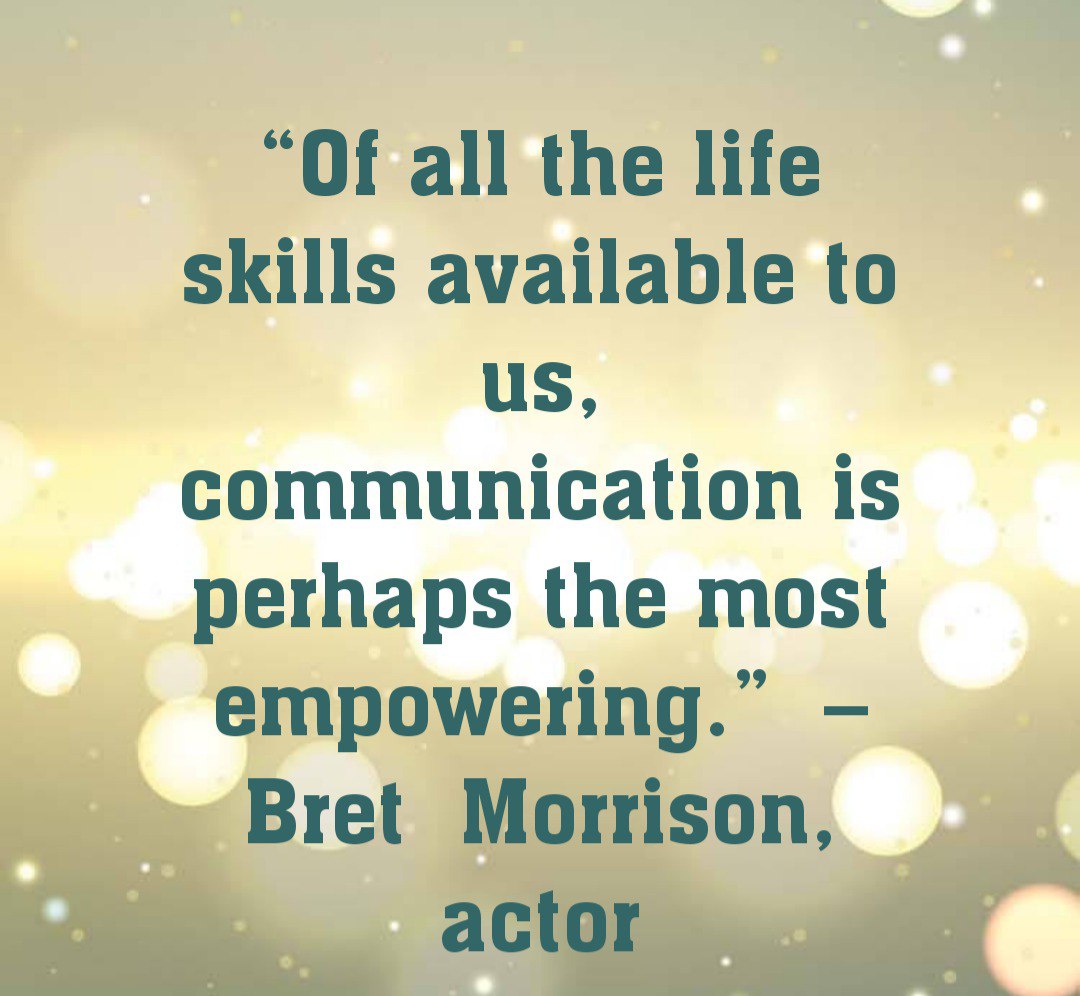 “Of all the life
skills available to
us,
communication is
perhaps the most
empowering.” –
Bret Morrison,
actor